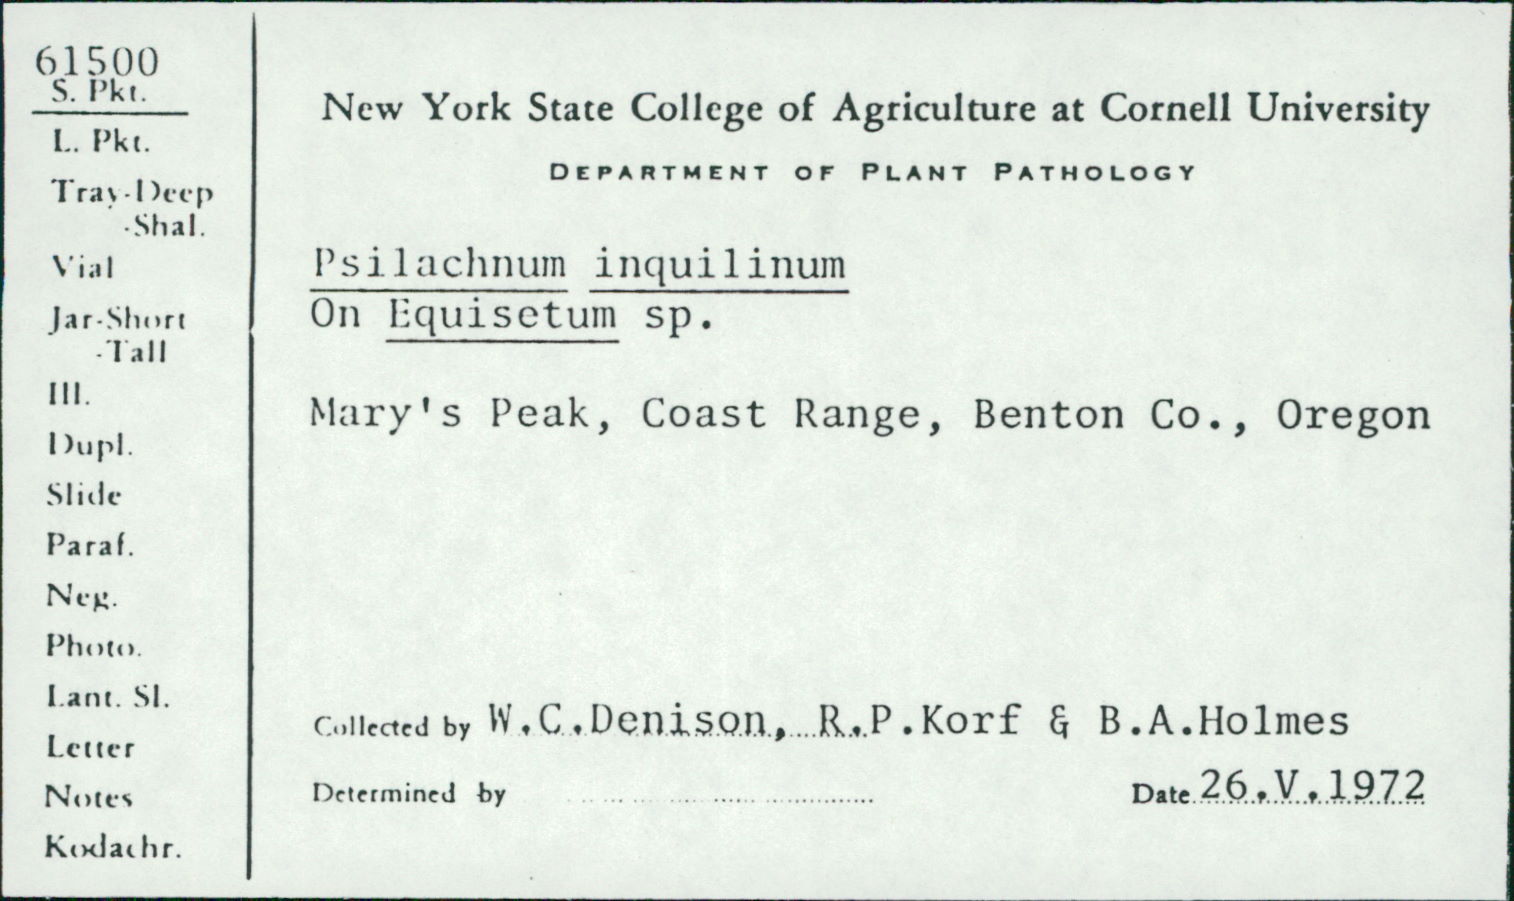 61500
S. Pkt.
L. Pkt.
Tray-Deep
-Shal.
Vial
Jar-Short
-Tall
Ill.
Dupl.
Slide
Paraf.
Neg.
Photo.
Lant. Sl.
Letter
Notes
Kodachr.
New York State College of Agriculture at Cornell University
DEPARTMENT OF PLANT PATHOLOGY
Psilachnum inquilinum
On Equisetum sp.
Mary's Peak, Coast Range, Benton Co., Oregon
Collected by W.C.Denison, R.P.Korf & B.A.Holmes
Determined by
Date 26.V.1972